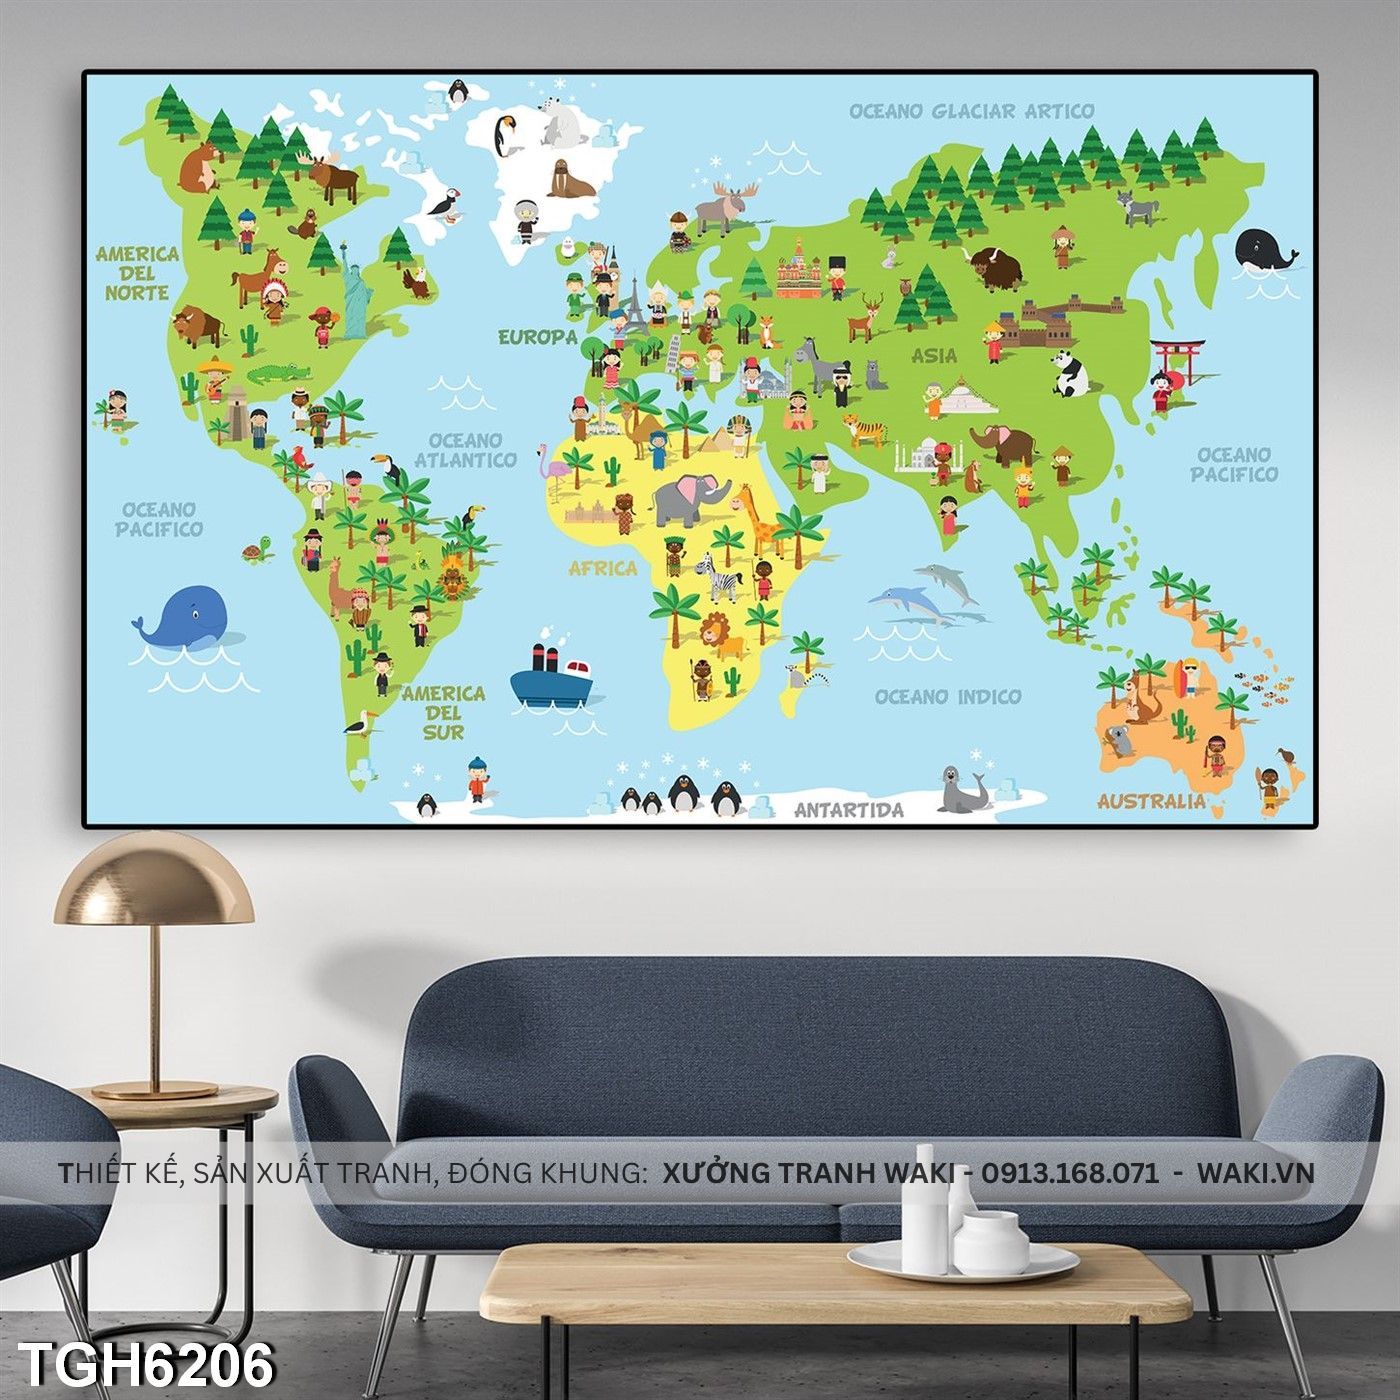 OCEANO GLACIAR ARTICO
AMERICA
DEL
NORTE
EUROPA
ASIA
OCEANO
ATLANTICO
OCEANO
PACIFICO
OCEANO
PACIFICO
AFRICA
AMERICA
DEL
SUR
OCEANO INDICO
ANTARTIDA
AUSTRALIA
THIẾT KẾ, SẢN XUẤT TRANH, ĐÓNG KHUNG: XƯỞNG TRANH WAKI - 0913.168.071 - WAKI.VN
TGH6206